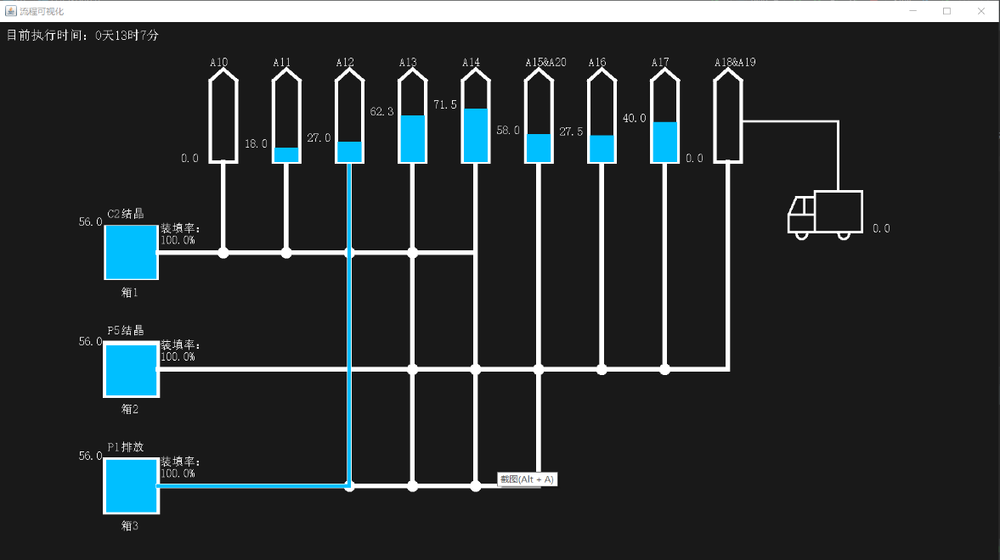 流程可视化
目前执行时间: 0天13时7分
A10 A11 A12 A13 A14 A15&A20 A16 A17 A18&A19
0.0 18.0 27.0 62.3 71.5 58.0 27.5 40.0 0.0
0.0
C2结晶
56.0
装填率:
100.0%
箱1
P5结晶
56.0
装填率:
100.0%
箱2
P1排放
56.0
装填率:
100.0%
箱3
截图(Alt + A)